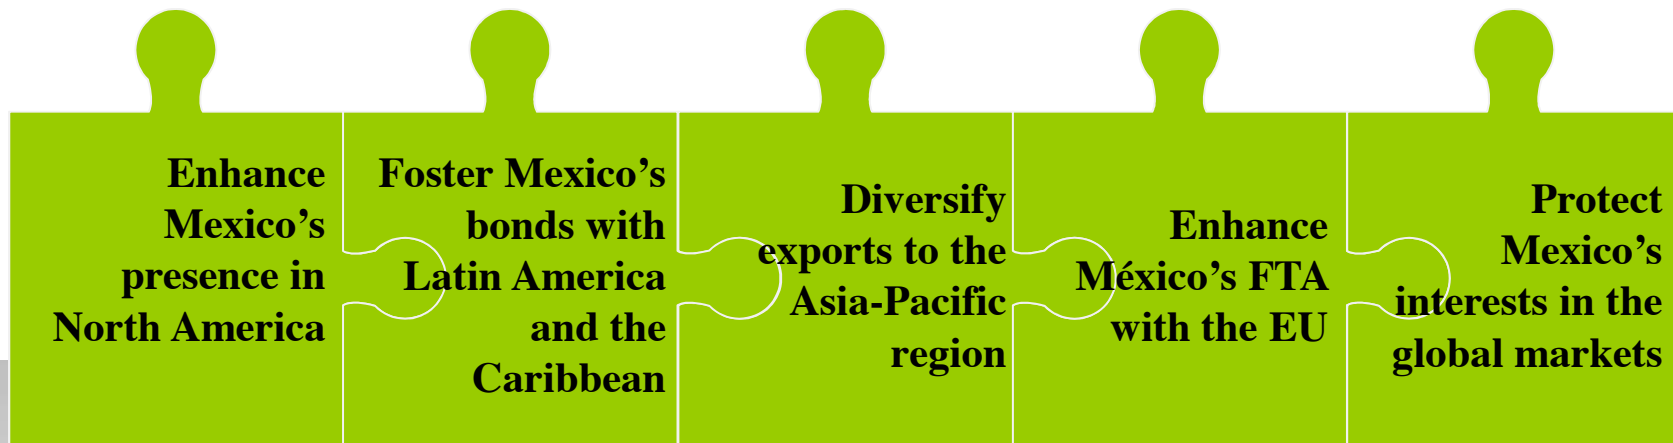 Enhance
Mexico’s
presence in
North America
Foster Mexico’s
bonds with
Latin America
and the
Caribbean
Diversify
exports to the
Asia-Pacific
region
Enhance
México’s FTA
with the EU
Protect
Mexico’s
interests in the
global markets